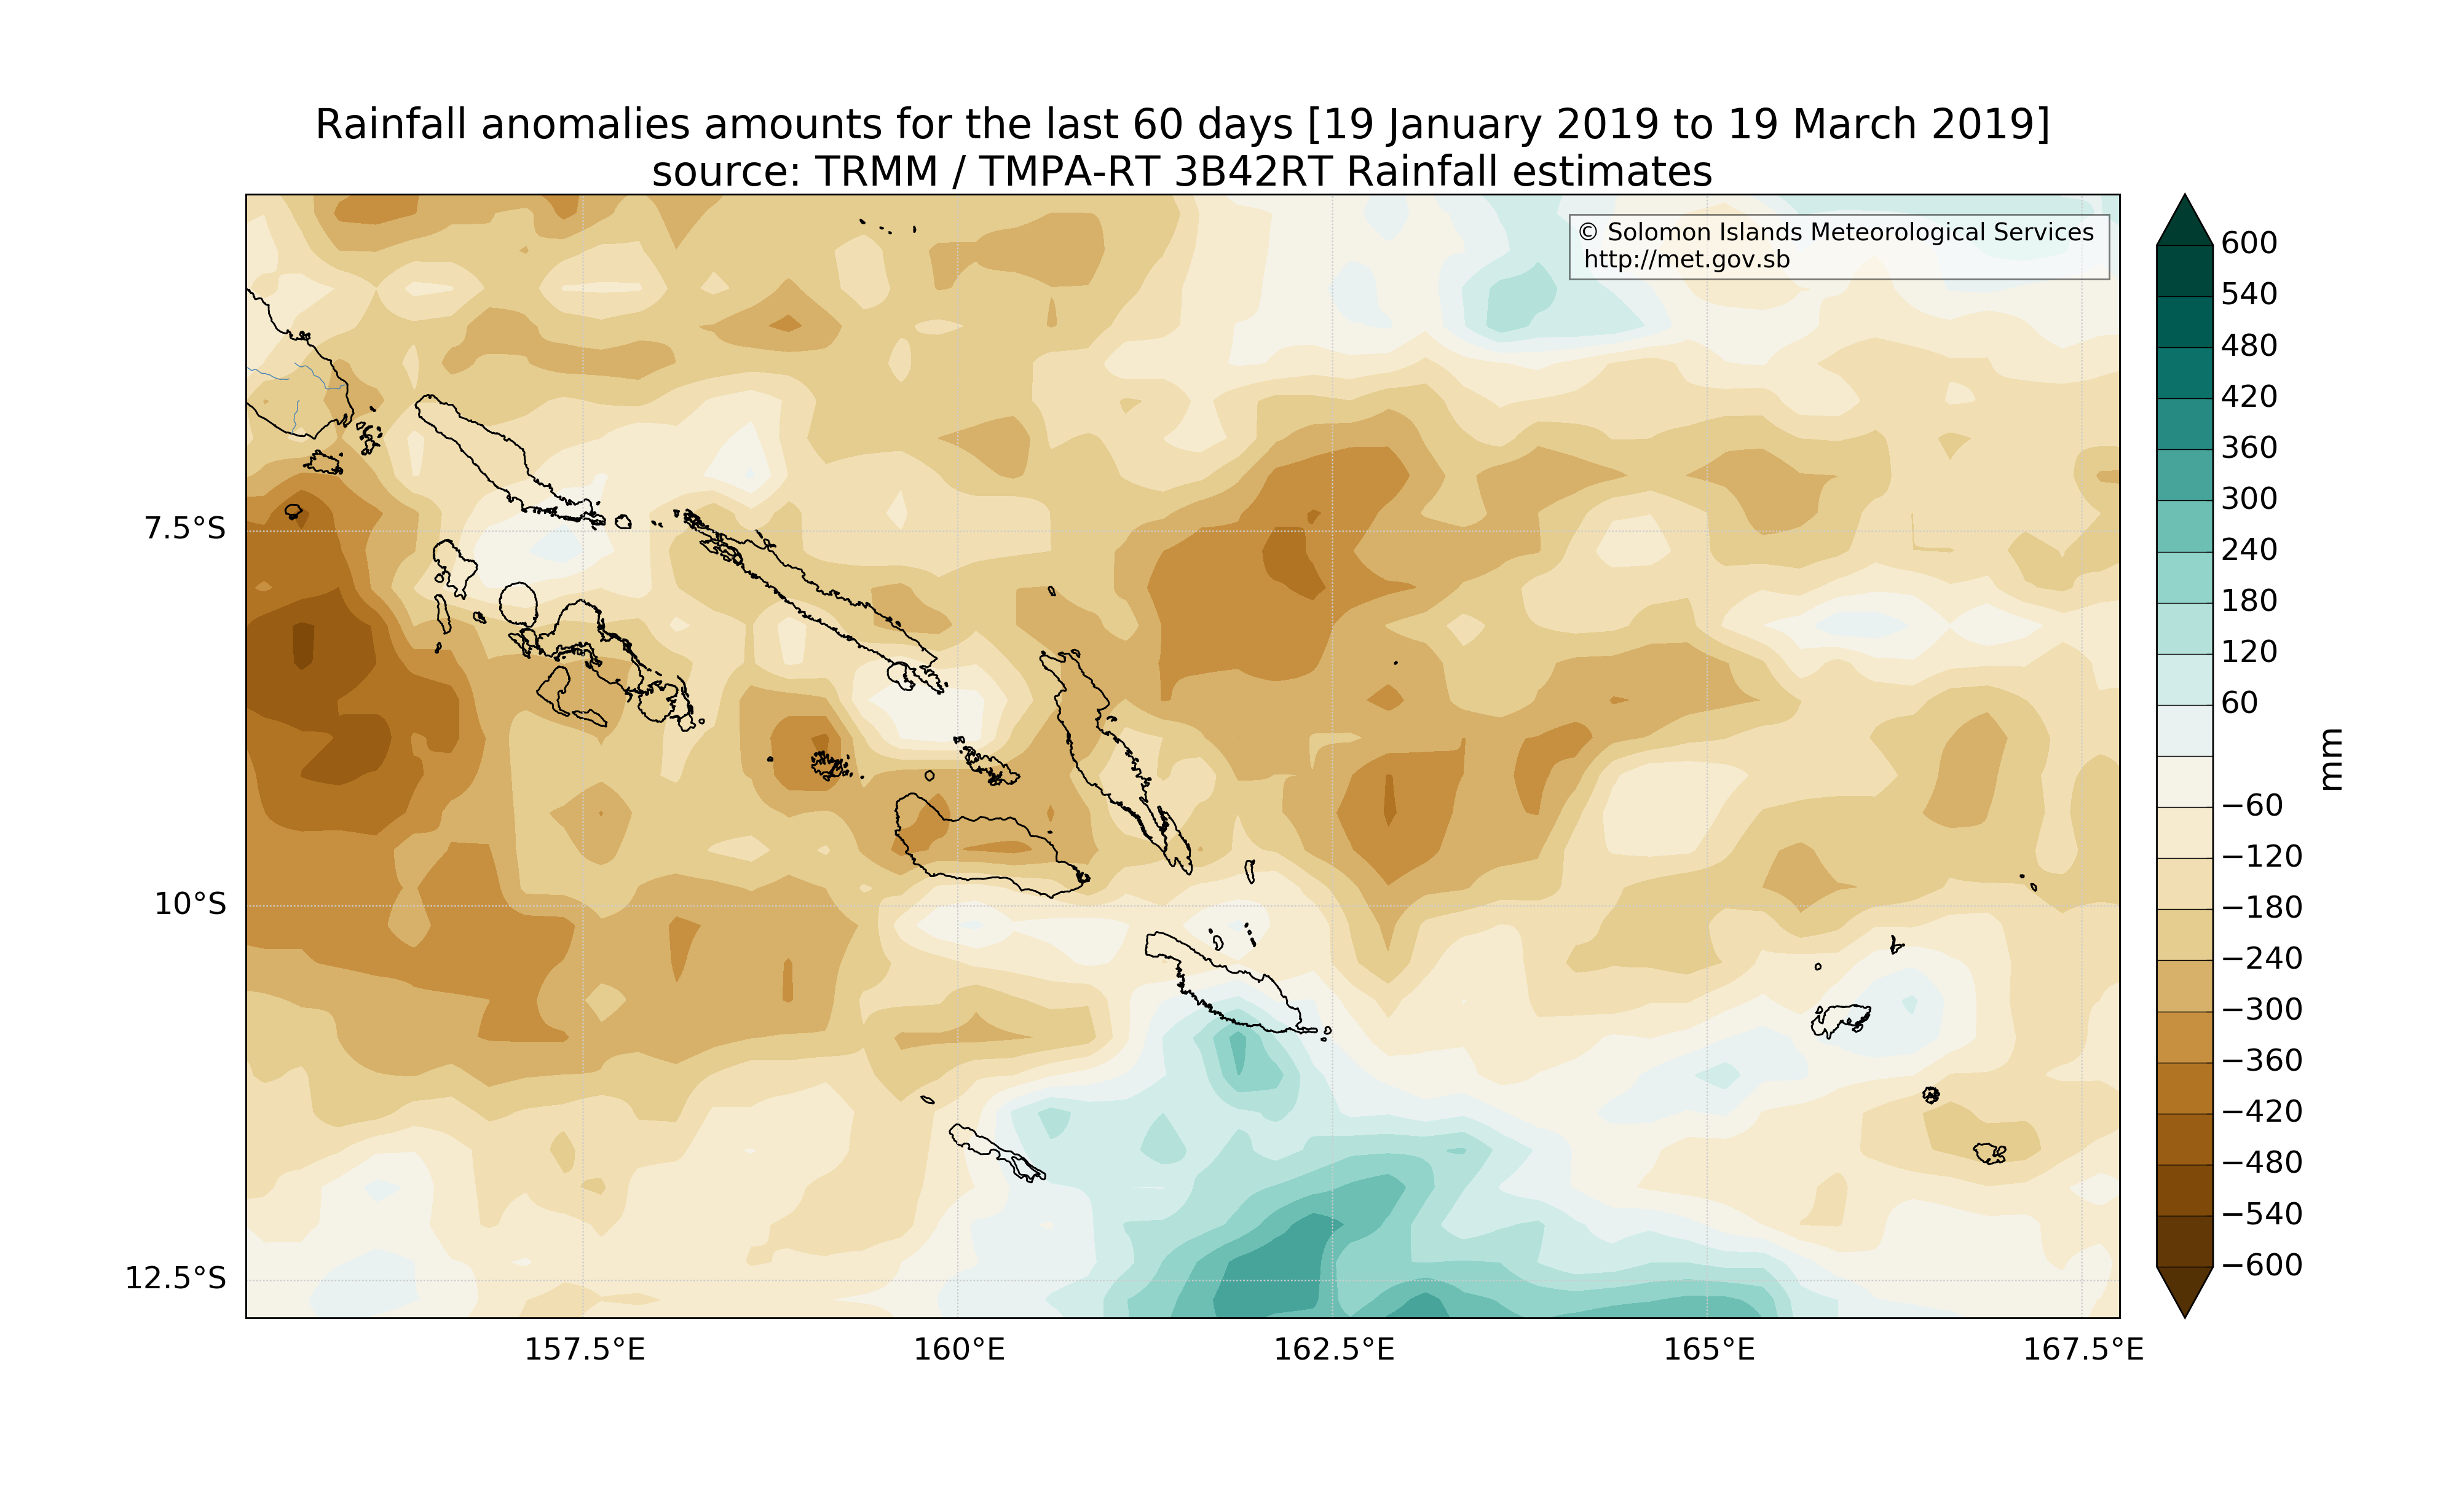 Rainfall anomalies amounts for the last 60 days [19 January 2019 to 19 March 2019]
source: TRMM / TMPA-RT 3B42RT Rainfall estimates
© Solomon Islands Meteorological Services
http://met.gov.sb
7.5°S
10°S
12.5°S
157.5°E
160°E
162.5°E
165°E
167.5°E
600
540
480
420
360
300
240
180
120
60
−60
−120
−180
−240
−300
−360
−420
−480
−540
−600
mm